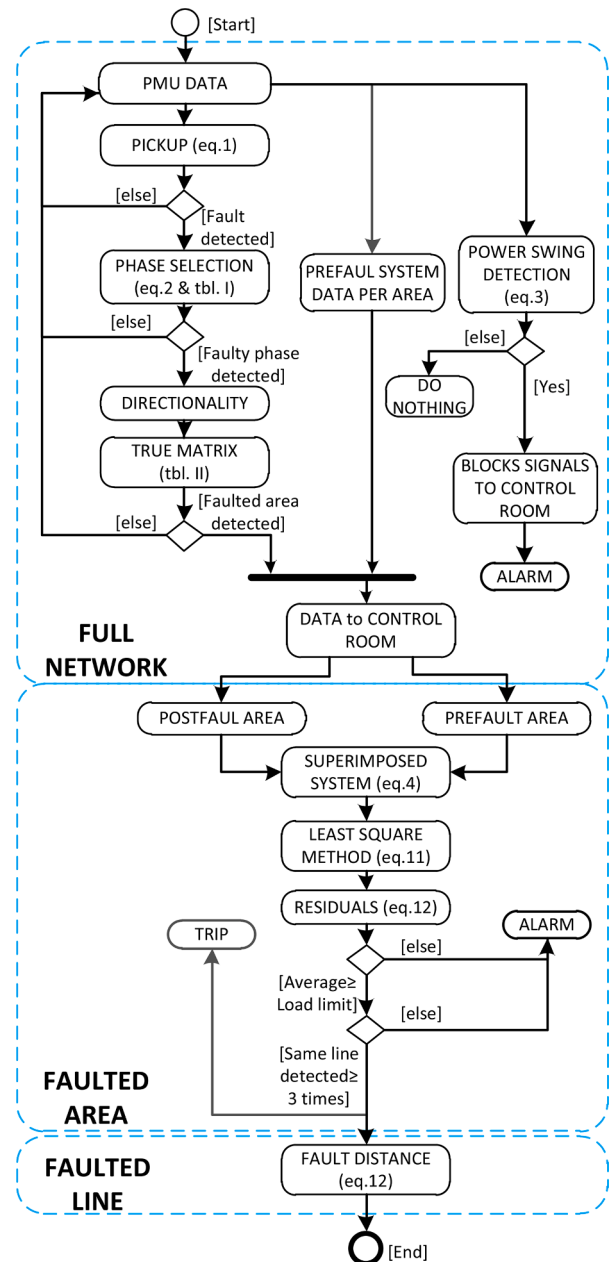 [Start]
PMU DATA
PICKUP (eq.1)
[else]
[Fault
detected]
PHASE SELECTION
(eq.2 & tbl. I)
PREFAUL SYSTEM
DATA PER AREA
POWER SWING
DETECTION
(eq.3)
[else]
[Faulty phase
detected]
[else]
DO
NOTHING
[Yes]
DIRECTIONALITY
TRUE MATRIX
(tbl. II)
BLOCKS SIGNALS
TO CONTROL
ROOM
[else]
[Faulted area
detected]
ALARM
DATA to CONTROL
ROOM
FULL
NETWORK
POSTFAUL AREA
PREFAULT AREA
SUPERIMPOSED
SYSTEM (eq.4)
LEAST SQUARE
METHOD (eq.11)
RESIDUALS (eq.12)
TRIP
ALARM
[else]
[Average≥
Load limit]
[else]
[Same line
detected≥
3 times]
FAULTED
AREA
FAULTED
LINE
FAULT DISTANCE
(eq.12)
[End]